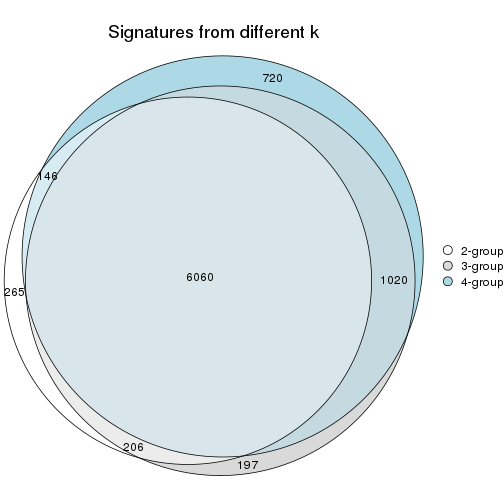 Signatures from different k
720
146
6060
1020
265
206
197
2-group
3-group
4-group